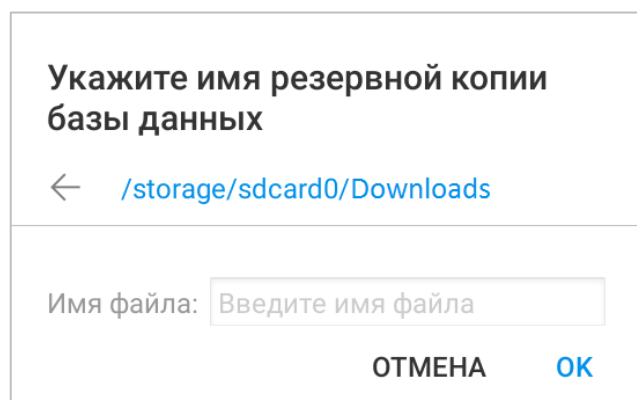 Укажите имя резервной копии
базы данных
/storage/sdcard0/Downloads
Имя файла: Введите имя файла
ОТМЕНА OK